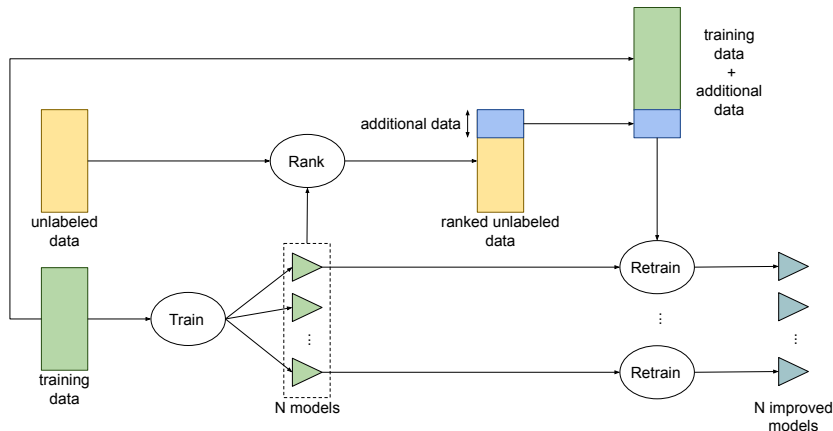 training
data
+
additional
data
additional data
Rank
unlabeled
data
ranked unlabeled
data
Train
Retrain
...
...
...
Retrain
training
data
N models
N improved
models